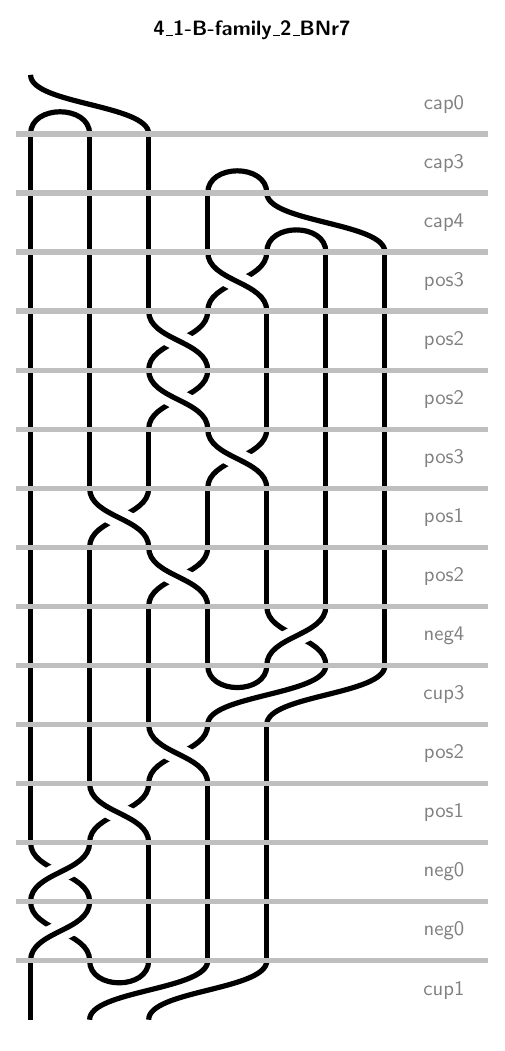 4_1-B-family_2_BNr7
cap0
cap3
cap4
pos3
pos2
pos2
pos3
pos1
pos2
neg4
cup3
pos2
pos1
neg0
neg0
cup1